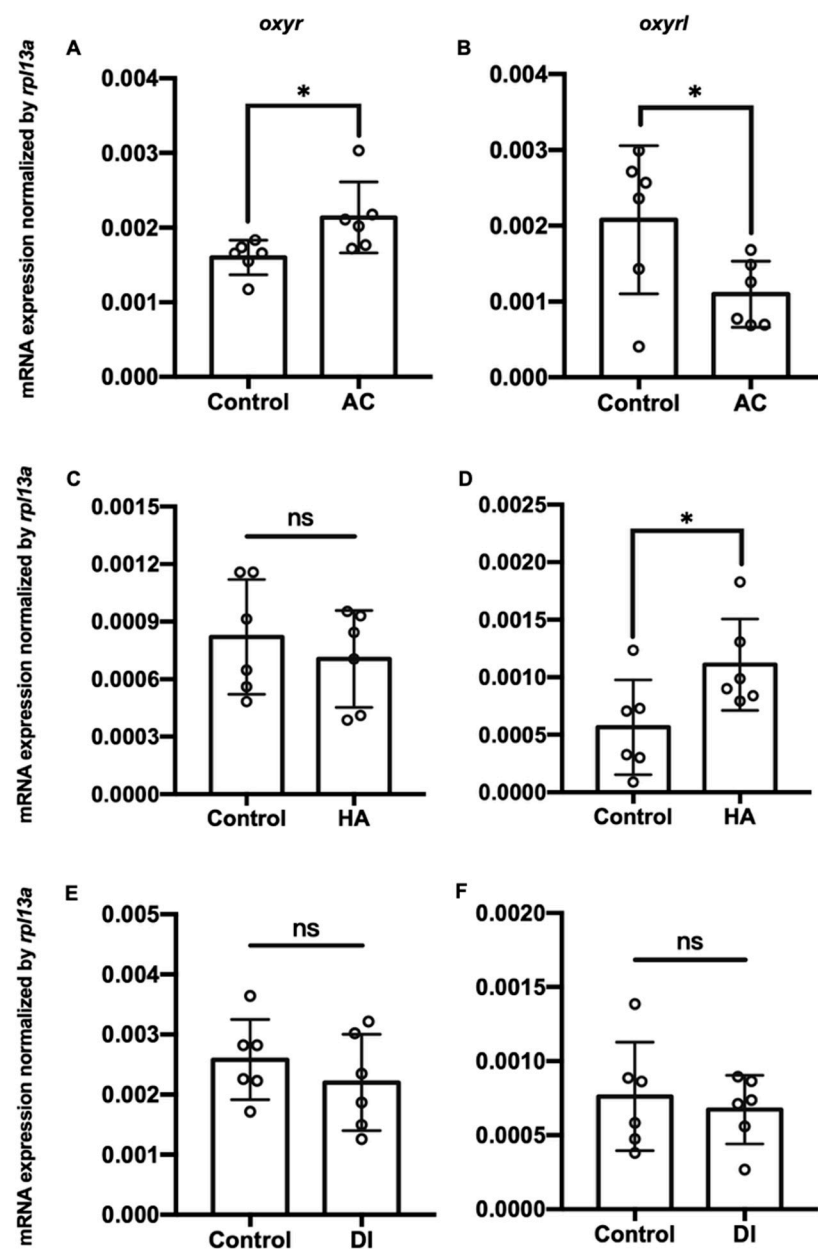 oxyr
oxyrl
A
B
mRNA expression normalized by rpl13a
0.004
0.003
0.002
0.001
0.000
*
Control
AC
0.004
0.003
0.002
0.001
0.000
*
Control
AC
C
D
mRNA expression normalized by rpl13a
0.0015
0.0012
0.0009
0.0006
0.0003
0.0000
ns
Control
HA
0.0025
0.0020
0.0015
0.0010
0.0005
0.0000
*
Control
HA
E
F
mRNA expression normalized by rpl13a
0.005
0.004
0.003
0.002
0.001
0.000
ns
Control
DI
0.0020
0.0015
0.0010
0.0005
0.0000
ns
Control
DI